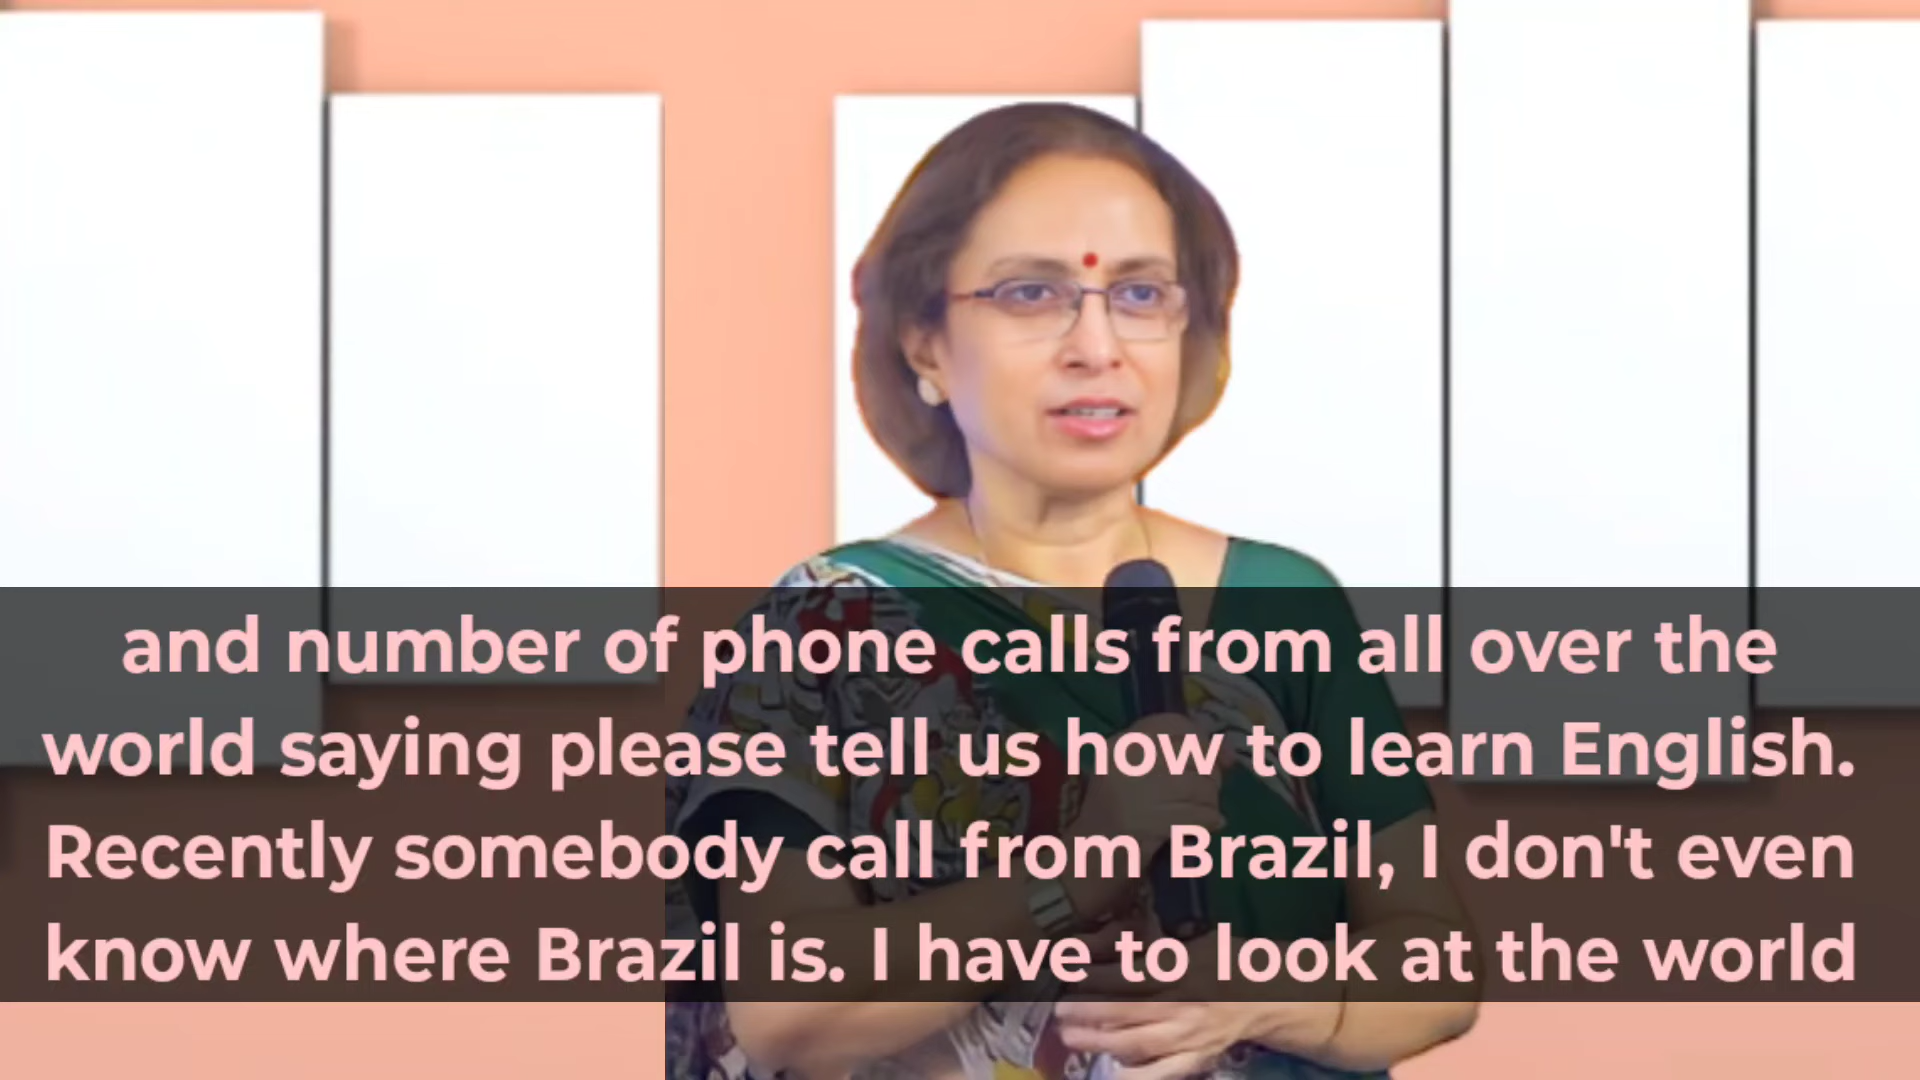 and number of phone calls from all over the
world saying please tell us how to learn English.
Recently somebody call from Brazil, I don't even
know where Brazil is. I have to look at the world